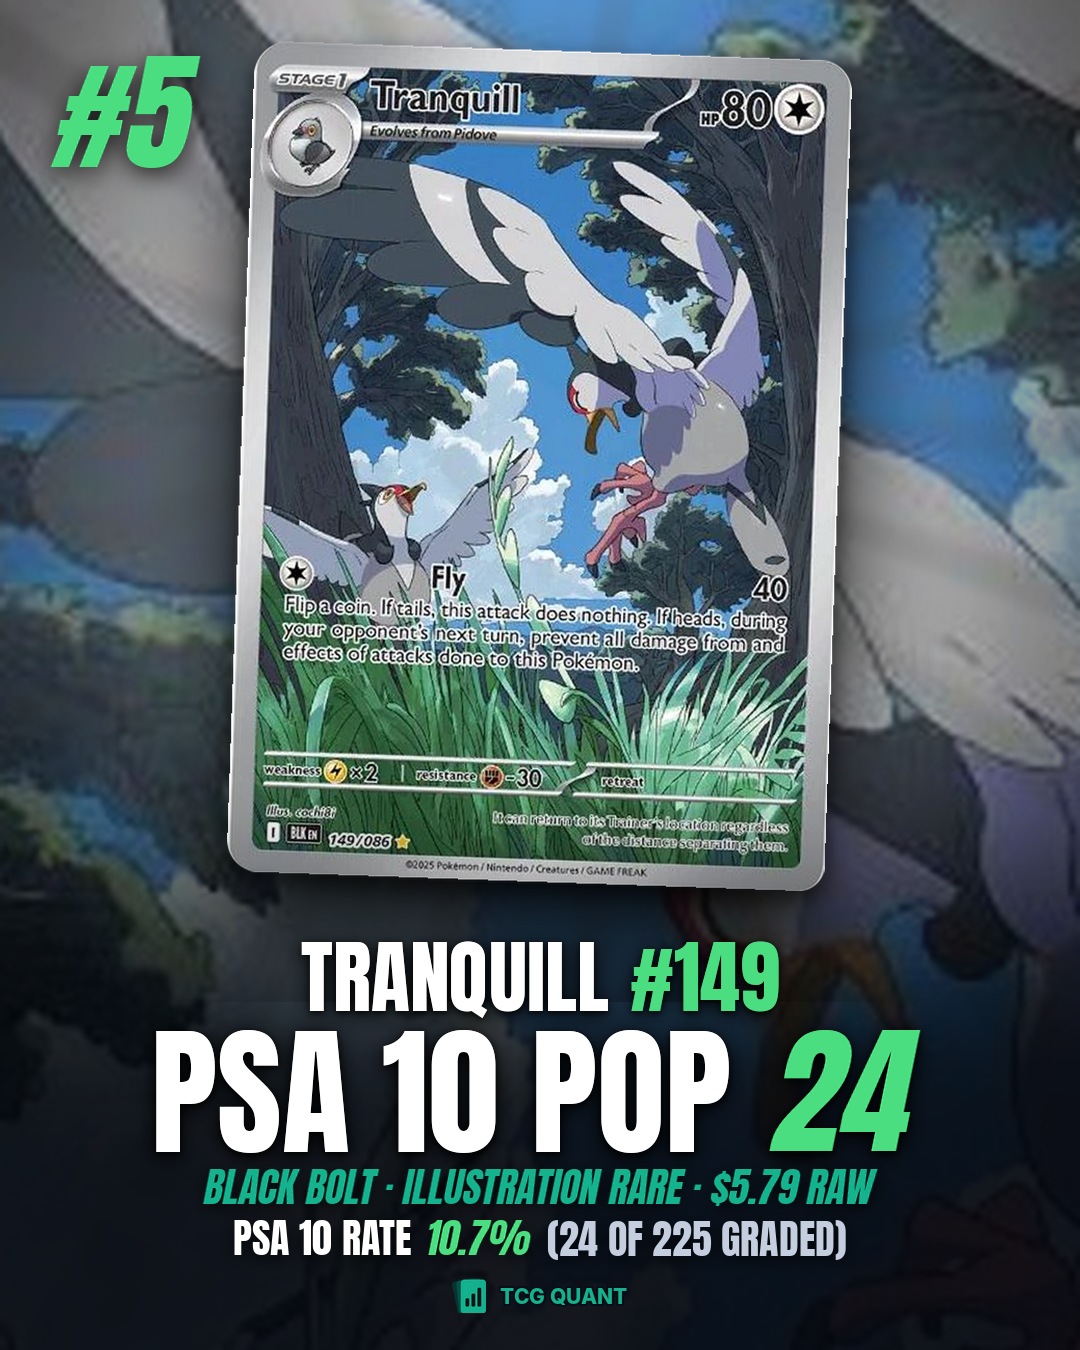 #5
STAGE1
Tranquill
HP80
Evolves from Pidove
Fly
40
Flip a coin. If tails, this attack does nothing. If heads, during
your opponent's next turn, prevent all damage from and
effects of attacks done to this Pokémon.
weakness ×2 resistance -30 retreat
Illus. cochi8i
It can return to its Trainer's location regardless
of the distance separating them.
I BLK EN 149/086
©2025 Pokémon / Nintendo / Creatures / GAME FREAK
TRANQUILL #149
PSA 10 POP 24
BLACK BOLT · ILLUSTRATION RARE · $5.79 RAW
PSA 10 RATE 10.7% (24 OF 225 GRADED)
TCG QUANT